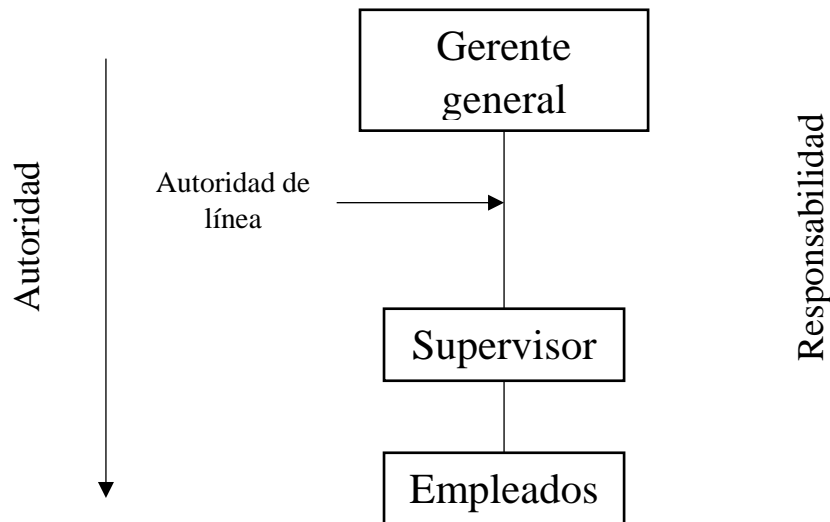 Gerente
general
Autoridad
Autoridad de
línea
Responsabilidad
Supervisor
Empleados